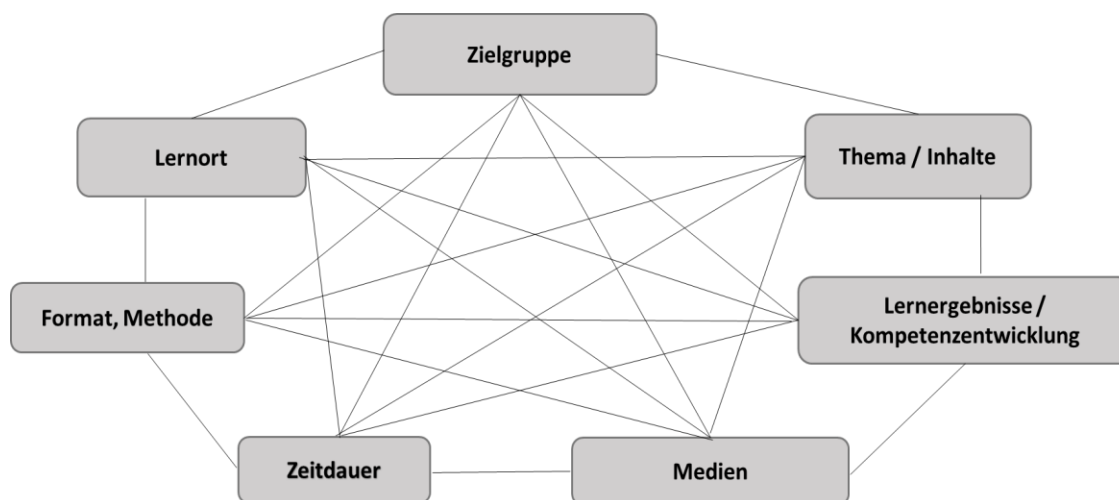 Zielgruppe
Lernort
Thema / Inhalte
Format, Methode
Lernergebnisse /
Kompetenzentwicklung
Zeitdauer
Medien